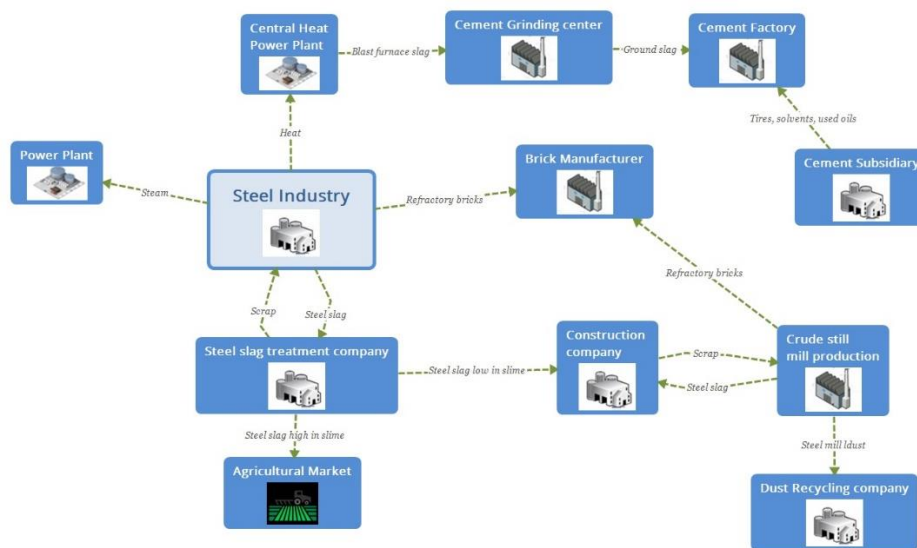 Central Heat
Power Plant
Blast furnace slag
Cement Grinding center
Ground slag
Cement Factory
Heat
Tires, solvents, used oils
Power Plant
Steam
Steel Industry
Refractory bricks
Brick Manufacturer
Cement Subsidiary
Refractory bricks
Scrap
Steel slag
Steel slag treatment company
Steel slag low in slime
Construction
company
Scrap
Steel slag
Crude still
mill production
Steel slag high in slime
Steel mill ldust
Agricultural Market
Dust Recycling company